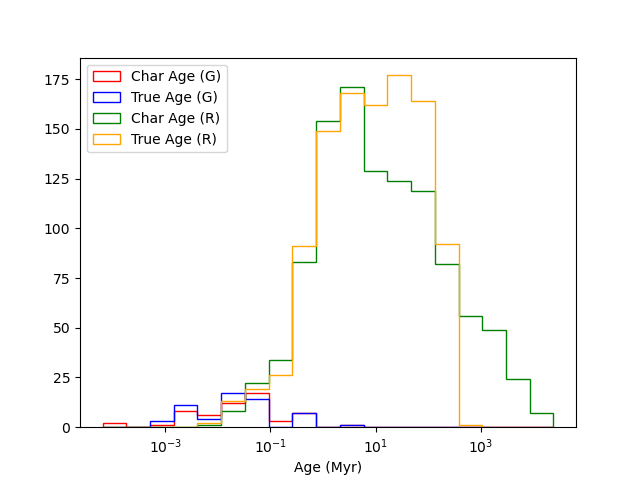 Char Age (G)
True Age (G)
Char Age (R)
True Age (R)
175
150
125
100
75
50
25
0
10⁻³ 10⁻¹ 10¹ 10³
Age (Myr)